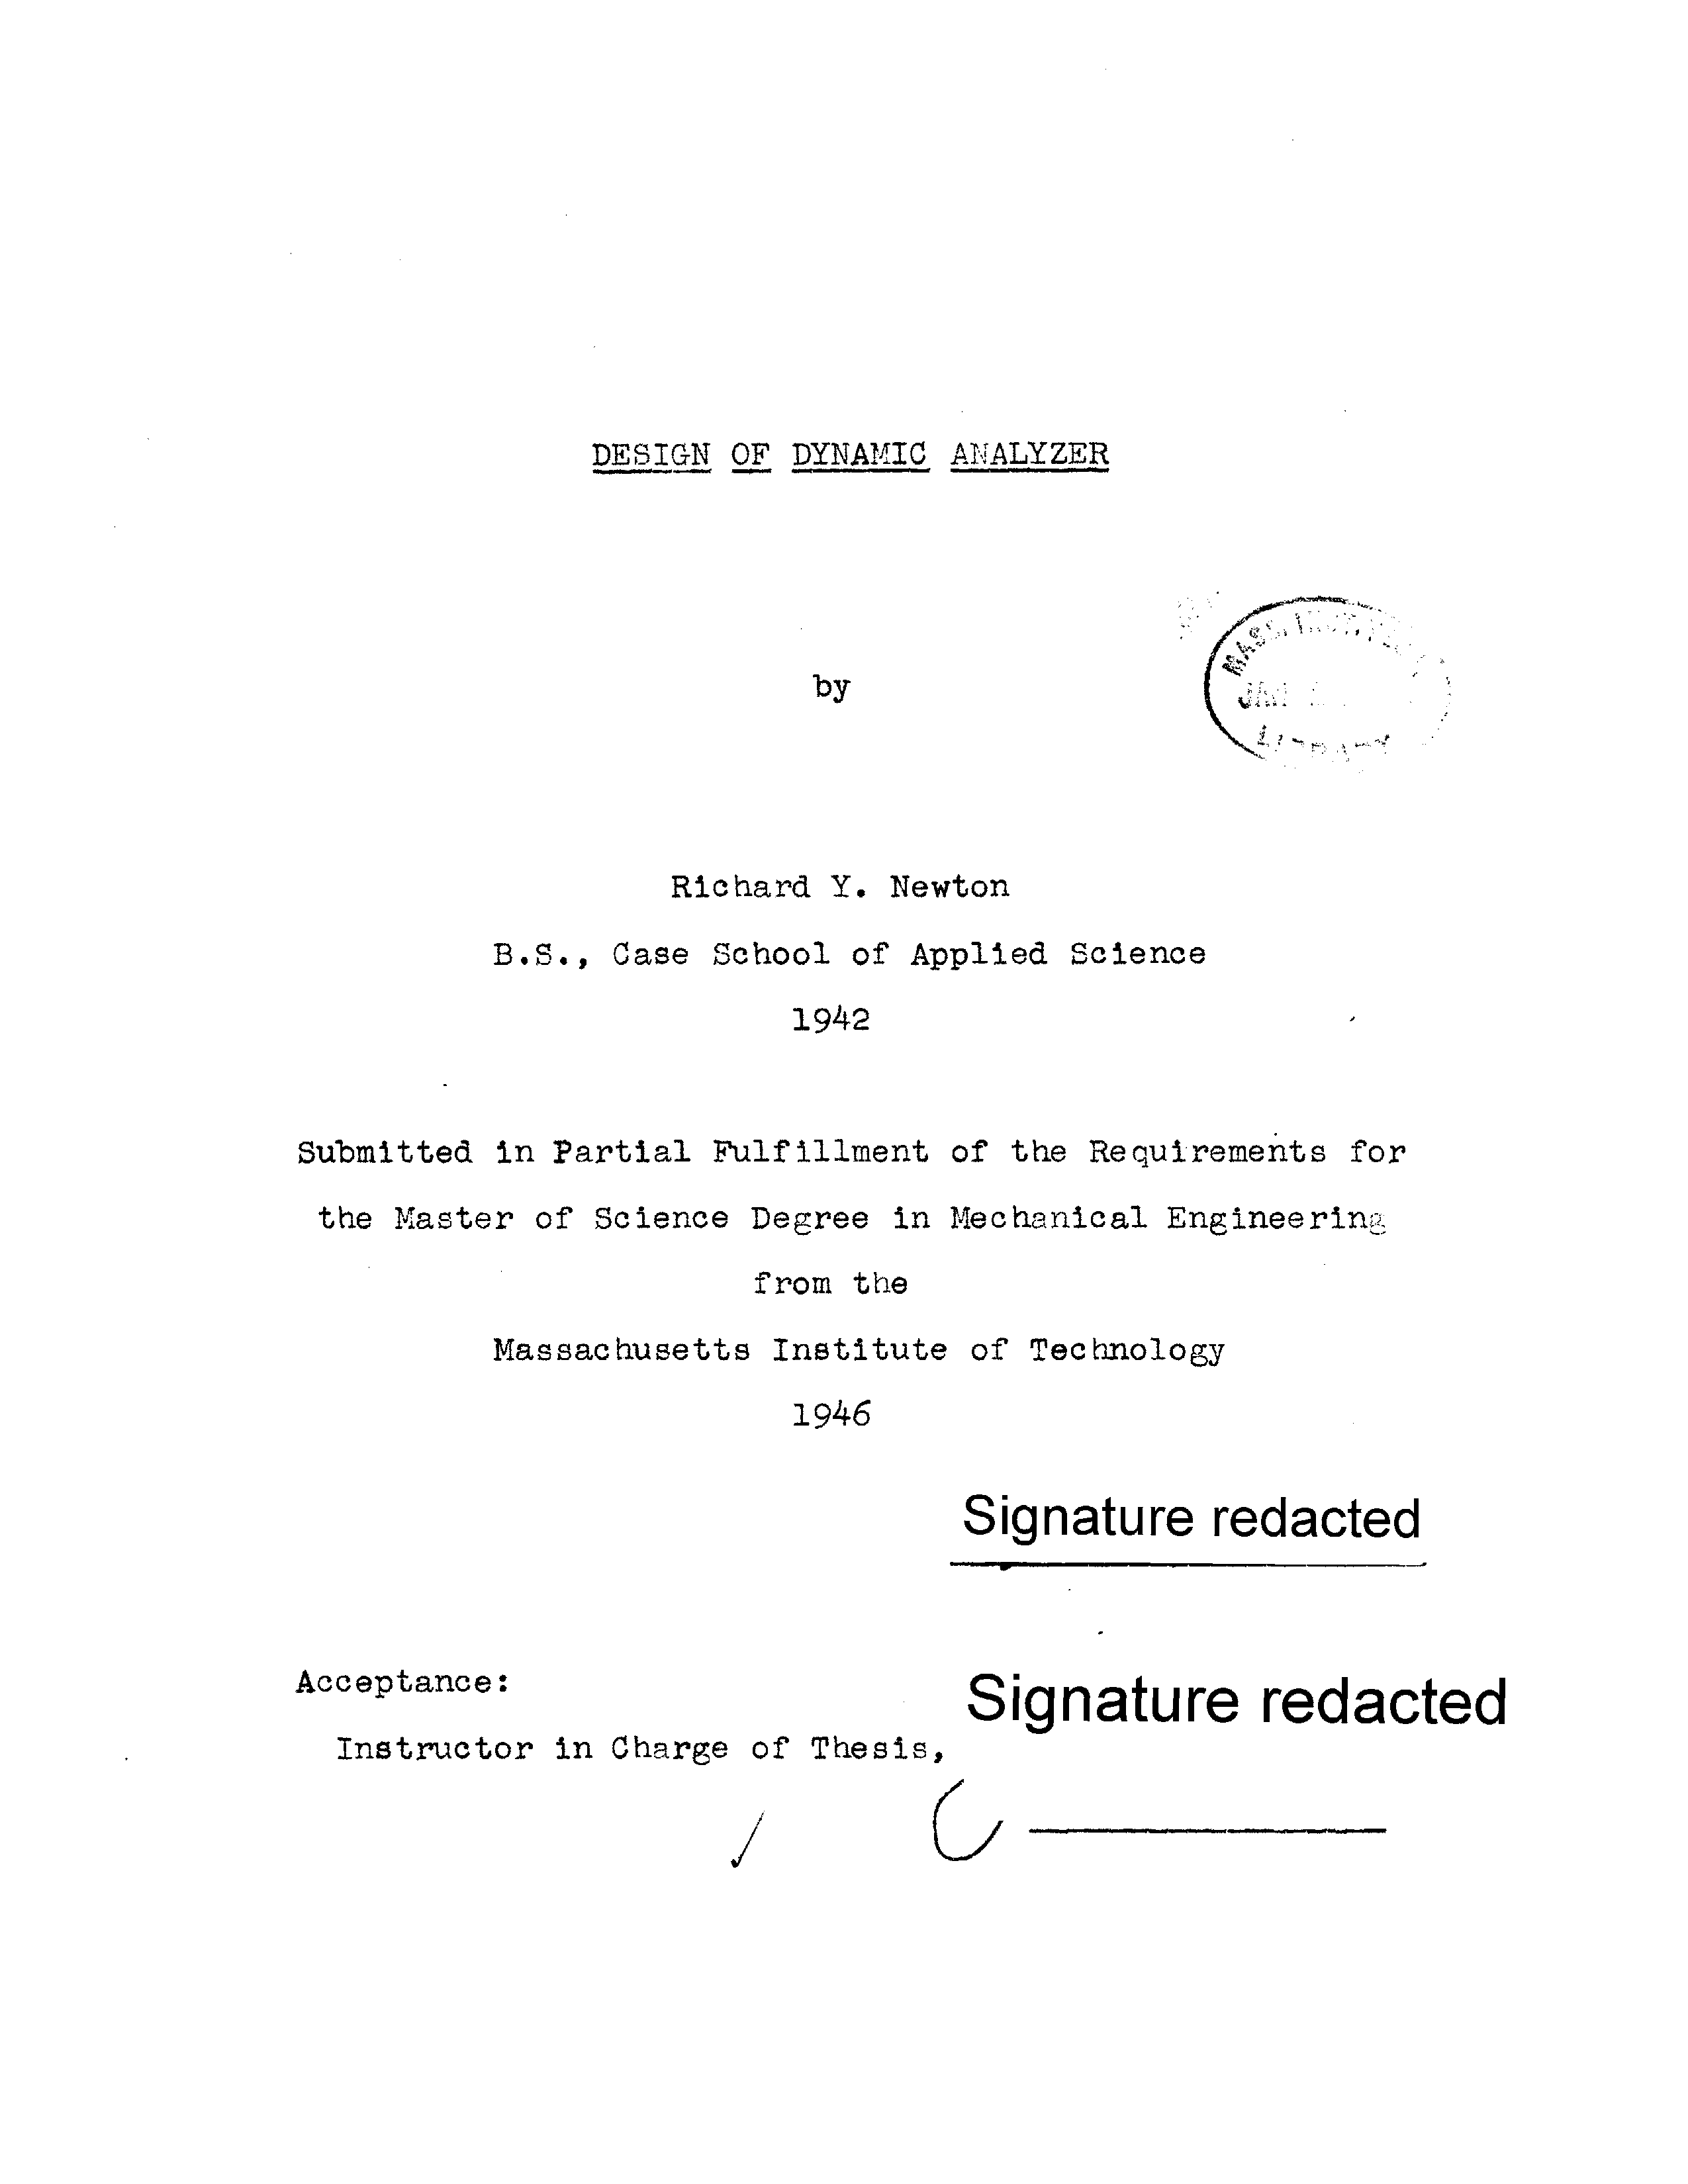 DESIGN OF DYNAMIC ANALYZER
by
MASS.
LIBRARY
Richard Y. Newton
B.S., Case School of Applied Science
1942
Submitted in Partial Fulfillment of the Requirements for
the Master of Science Degree in Mechanical Engineering
from the
Massachusetts Institute of Technology
1946
Signature redacted
Acceptance:
Signature redacted
Instructor in Charge of Thesis,